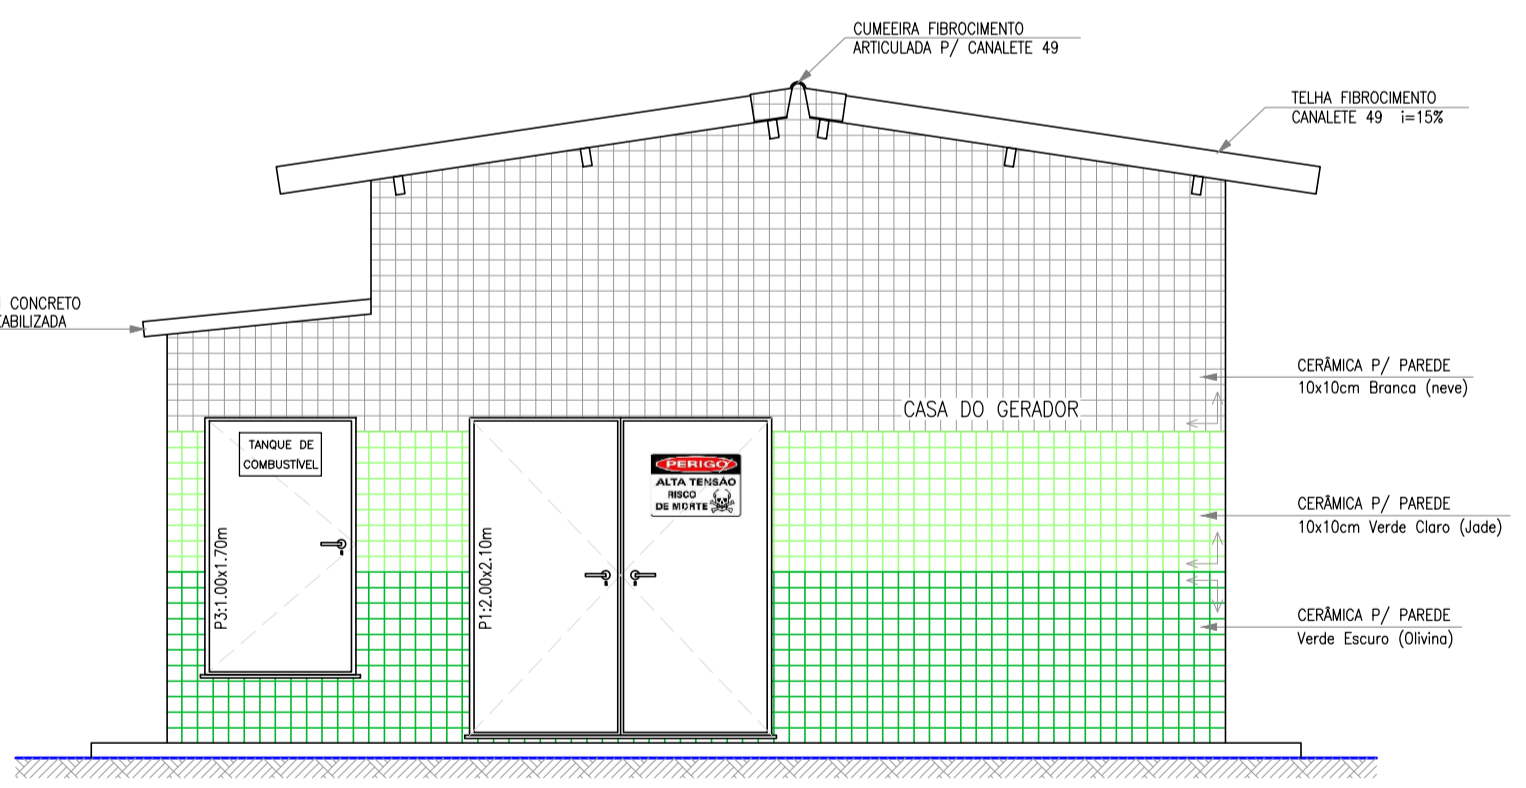 CUMEEIRA FIBROCIMENTO
ARTICULADA P/ CANALETE 49
TELHA FIBROCIMENTO
CANALETE 49 i=15%
CONCRETO
CERÂMICA P/ PAREDE
10x10cm Branca (neve)
CASA DO GERADOR
TANQUE DE
COMBUSTÍVEL
PERIGO
ALTA TENSÃO
RISCO
DE MORTE
P3:1.00x1.70m
P1:2.00x2.10m
CERÂMICA P/ PAREDE
10x10cm Verde Claro (Jade)
CERÂMICA P/ PAREDE
Verde Escuro (Olivina)